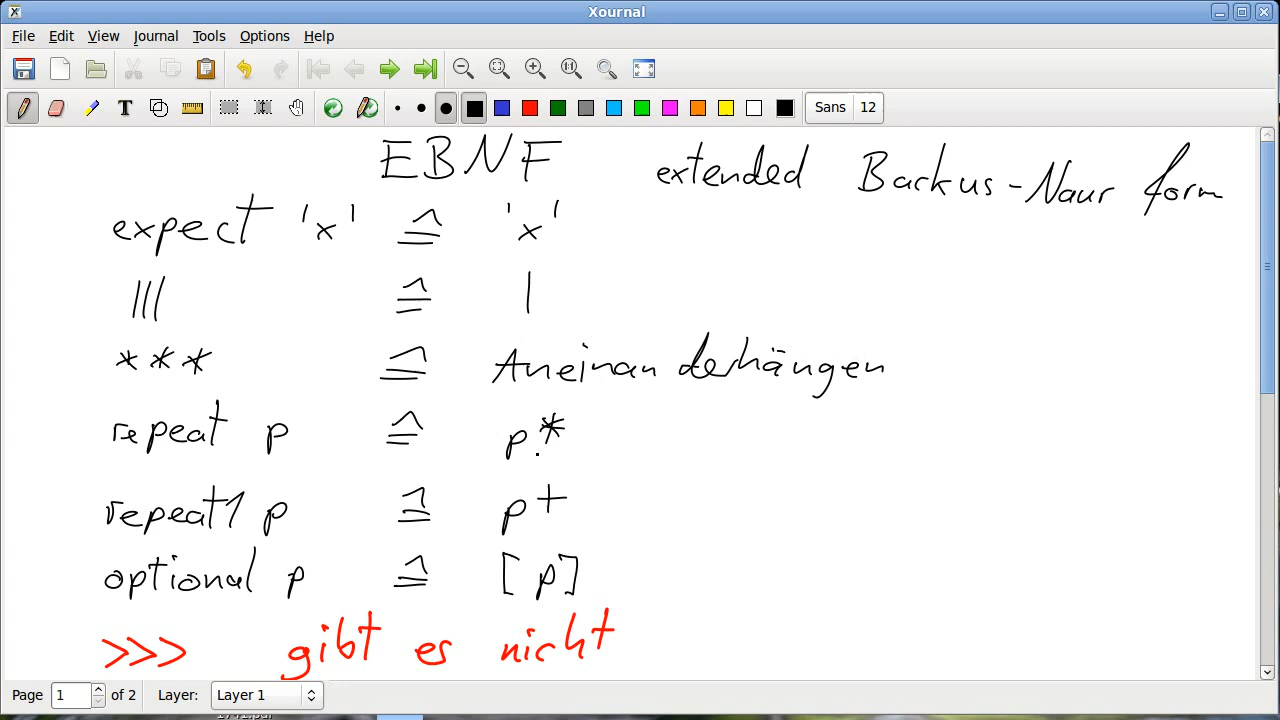 Xournal
File Edit View Journal Tools Options Help
Sans 12
EBNF extended Backus-Naur form
expect 'x' ≙ 'x'
||| ≙ |
*** ≙ Aneinanderhängen
repeat p ≙ p*
repeat1 p ≙ p+
optional p ≙ [p]
>>> gibt es nicht
Page 1 of 2 Layer: Layer 1